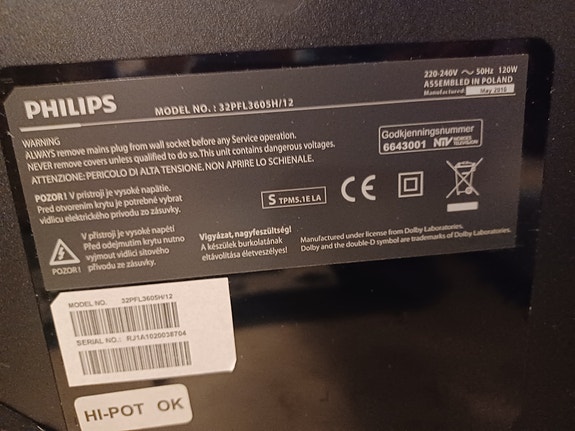 PHILIPS
MODEL NO. : 32PFL3605H/12
220-240V ~ 50Hz 120W
ASSEMBLED IN POLAND
Manufactured May 2010
WARNING
ALWAYS remove mains plug from wall socket before any Service operation.
NEVER remove covers unless qualified to do so. This unit contains dangerous voltages.
ATTENZIONE: PERICOLO DI ALTA TENSIONE. NON APRIRE LO SCHIENALE.
Godkjenningsnummer
6643001 NTV NORGES TELEVISION
POZOR! V prístroji je vysoké napätie.
Pred otvorením krytu je potrebné vybrat
vidlicu elektrického prívodu zo zásuvky.
S TPM5.1E LA
CE
V přístroji je vysoké napětí
Před odejmutím krytu nutno
vyjmout vidlici síťového
přívodu ze zásuvky.
POZOR!
Vigyázat, nagyfeszültség!
A készülek burkolatának
eltávolitása életveszélyes!
Manufactured under license from Dolby Laboratories.
Dolby and the double-D symbol are trademarks of Dolby Laboratories.
MODEL NO. 32PFL3605H/12
SERIAL NO.: RJ1A1020038704
HI-POT OK